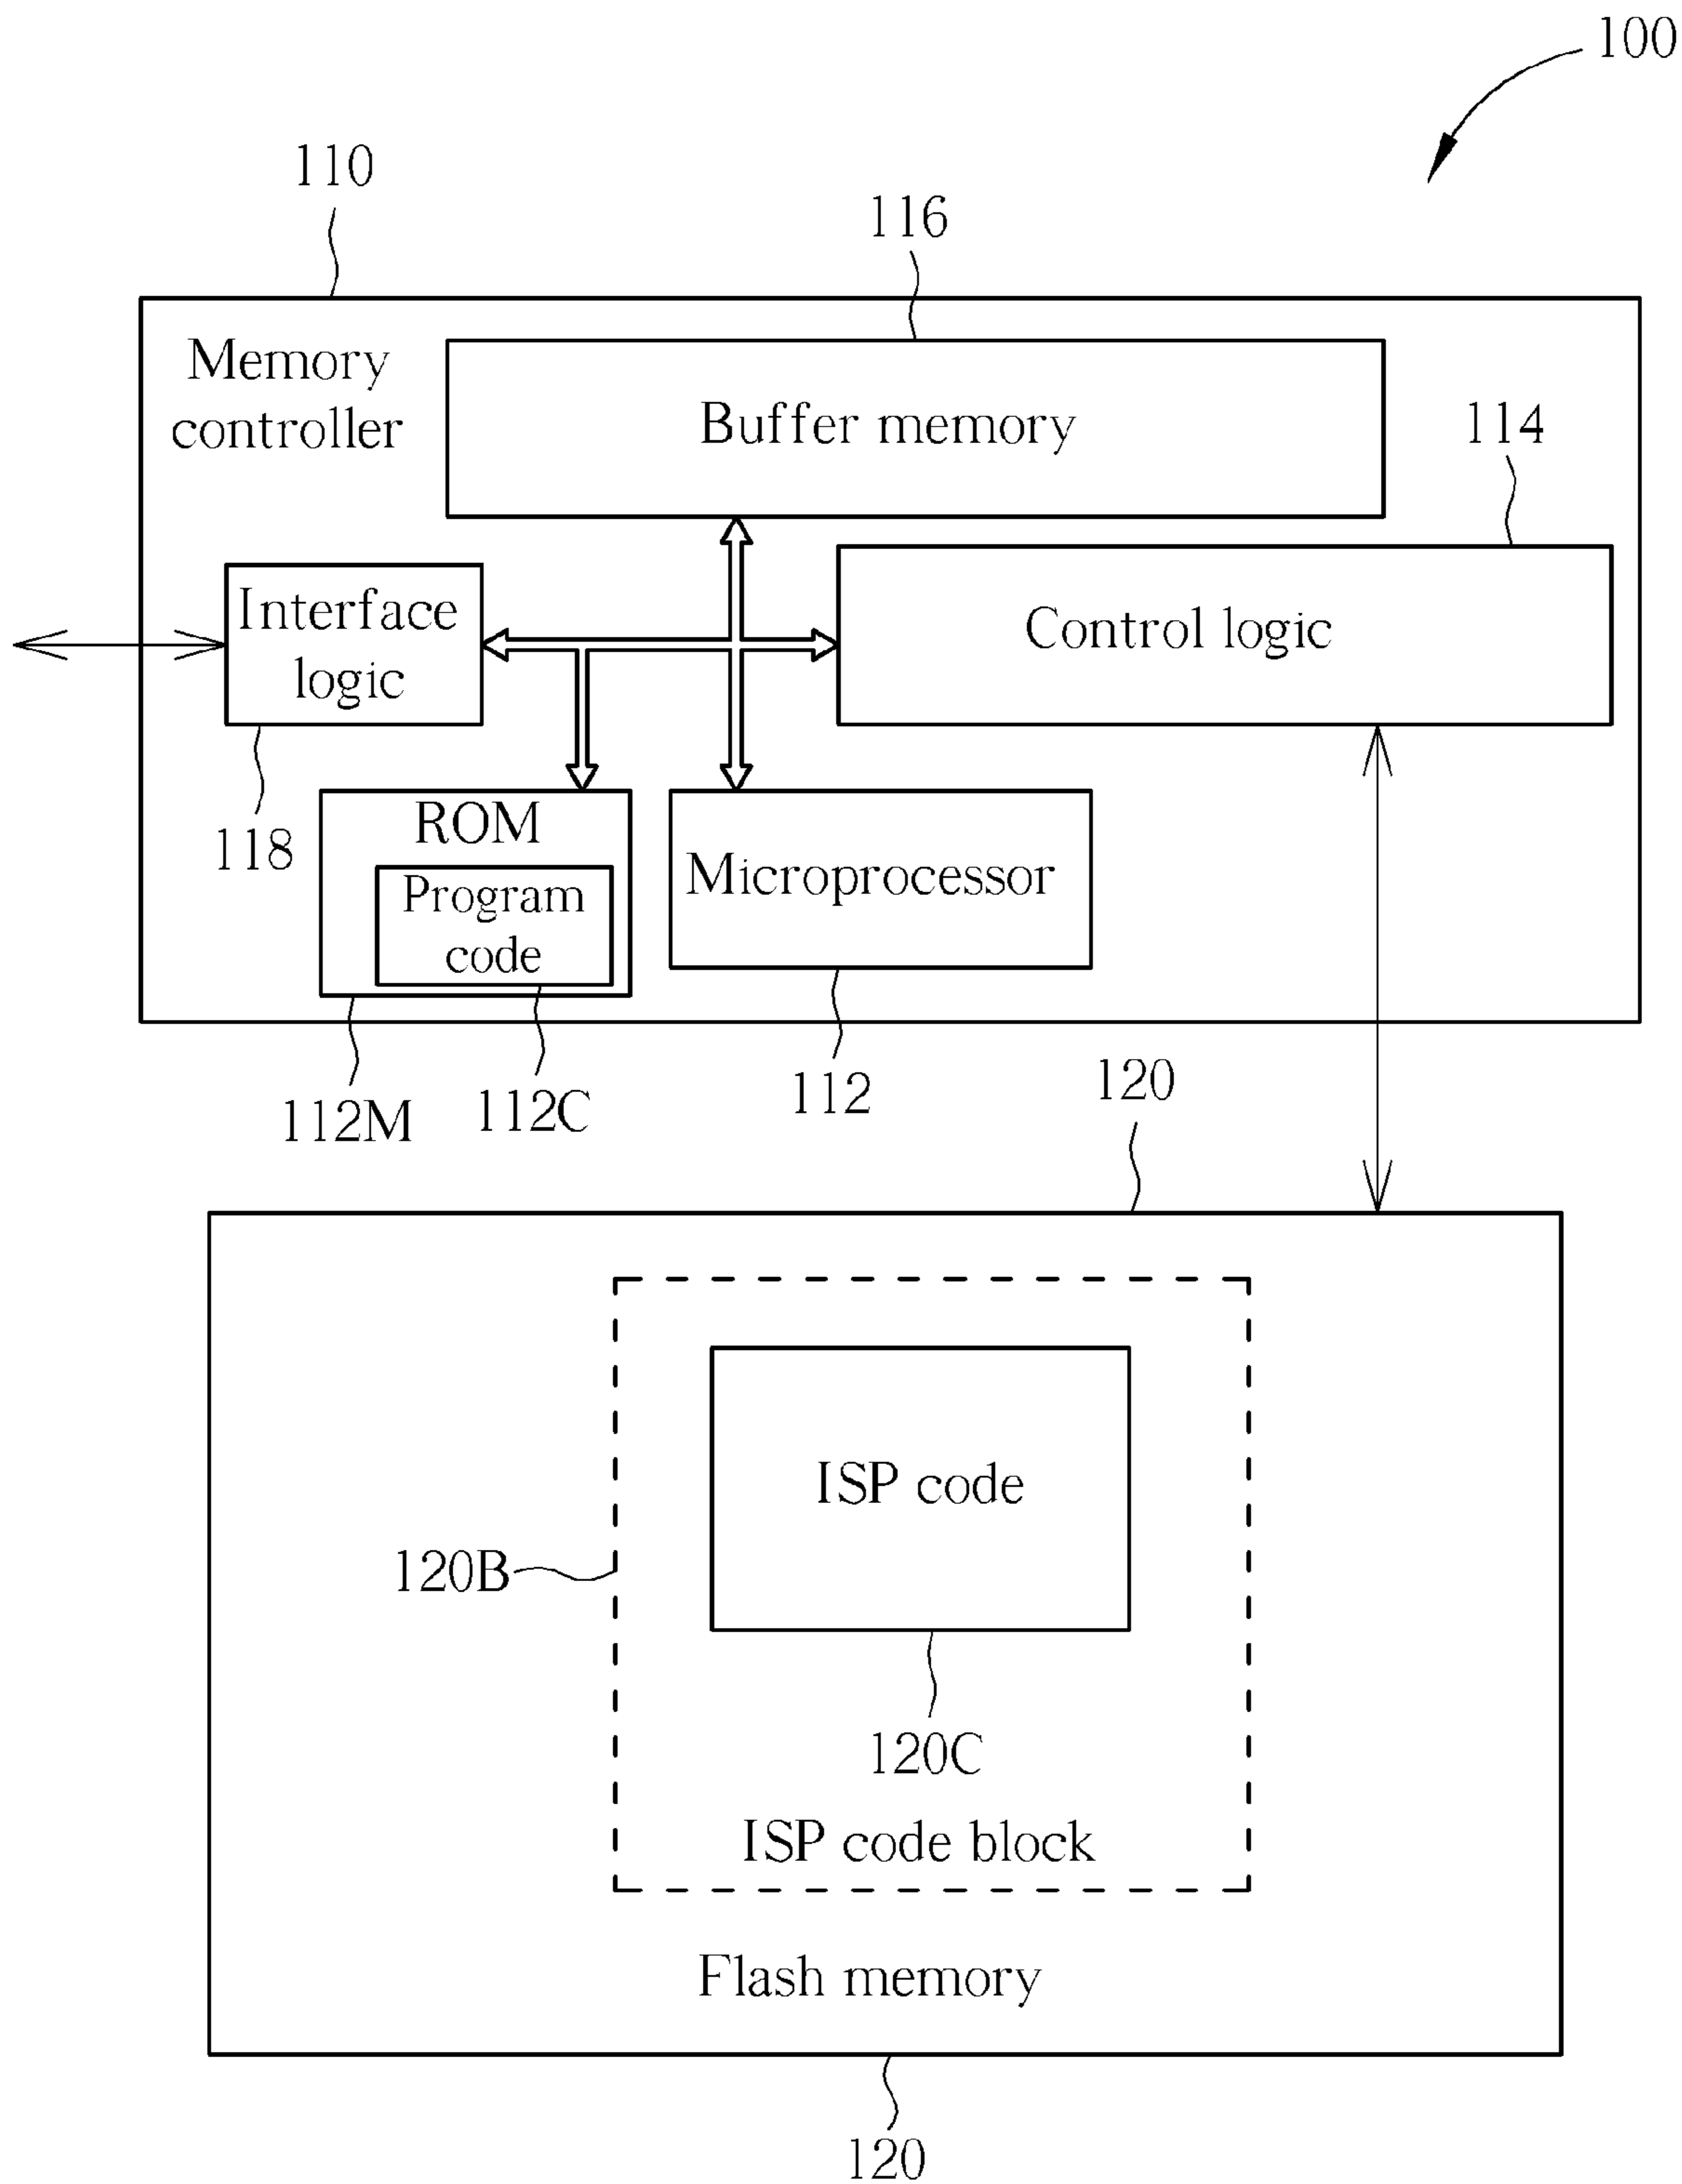 100
110
116
Memory
controller
Buffer memory
114
Interface
logic
Control logic
118
ROM
Program
code
Microprocessor
112M
112C
112
120
ISP code
120B
120C
ISP code block
Flash memory
120